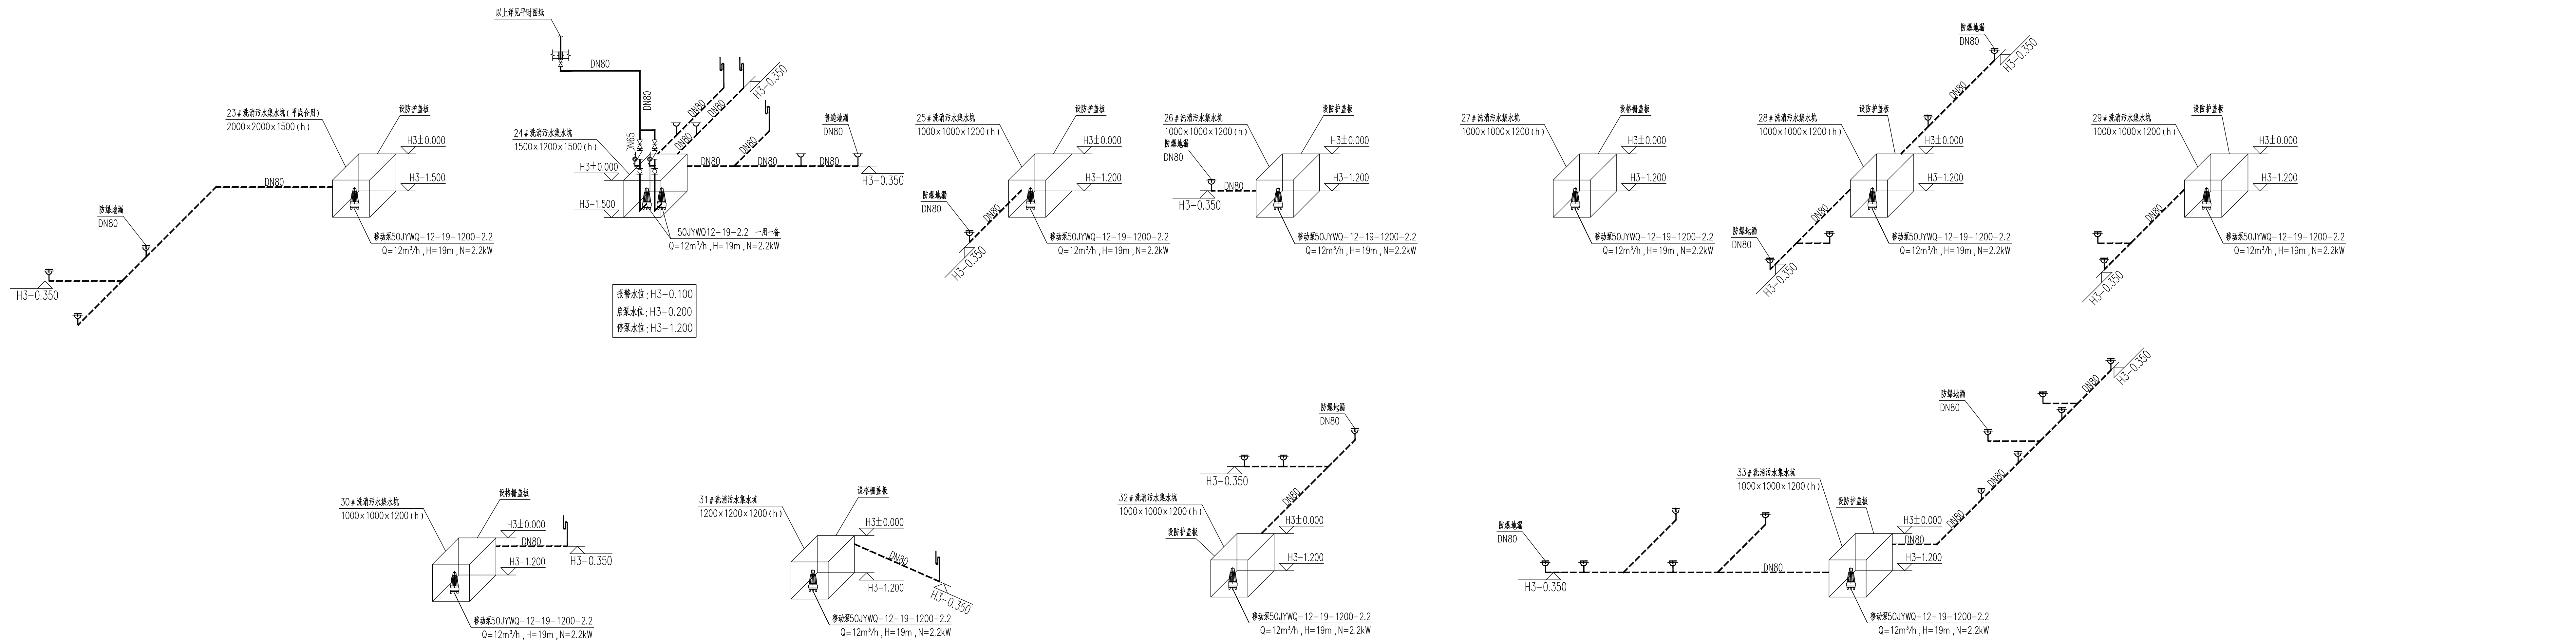 以上详见平时图纸
DN80
DN80
DN65
23#洗消污水集水坑(平战合用)
2000×2000×1500(h)
设防护盖板
H3±0.000
H3-1.500
DN80
防爆地漏
DN80
H3-0.350
移动泵50JYWQ-12-19-1200-2.2
Q=12m³/h,H=19m,N=2.2kW
24#洗消污水集水坑
1500×1200×1500(h)
H3±0.000
H3-1.500
DN80
DN80
DN80
DN80
H3-0.350
DN80
DN80
DN80
普通地漏
DN80
H3-0.350
50JYWQ12-19-2.2 一用一备
Q=12m³/h,H=19m,N=2.2kW
报警水位:H3-0.100
启泵水位:H3-0.200
停泵水位:H3-1.200
25#洗消污水集水坑
1000×1000×1200(h)
设防护盖板
H3±0.000
H3-1.200
防爆地漏
DN80
DN80
H3-0.350
移动泵50JYWQ-12-19-1200-2.2
Q=12m³/h,H=19m,N=2.2kW
26#洗消污水集水坑
1000×1000×1200(h)
防爆地漏
DN80
设防护盖板
H3±0.000
H3-1.200
DN80
H3-0.350
移动泵50JYWQ-12-19-1200-2.2
Q=12m³/h,H=19m,N=2.2kW
27#洗消污水集水坑
1000×1000×1200(h)
设格栅盖板
H3±0.000
H3-1.200
移动泵50JYWQ-12-19-1200-2.2
Q=12m³/h,H=19m,N=2.2kW
防爆地漏
DN80
H3-0.350
DN80
28#洗消污水集水坑
1000×1000×1200(h)
设防护盖板
H3±0.000
H3-1.200
DN80
防爆地漏
DN80
H3-0.350
移动泵50JYWQ-12-19-1200-2.2
Q=12m³/h,H=19m,N=2.2kW
29#洗消污水集水坑
1000×1000×1200(h)
设防护盖板
H3±0.000
H3-1.200
DN80
H3-0.350
移动泵50JYWQ-12-19-1200-2.2
Q=12m³/h,H=19m,N=2.2kW
30#洗消污水集水坑
1000×1000×1200(h)
设格栅盖板
H3±0.000
DN80
H3-0.350
H3-1.200
移动泵50JYWQ-12-19-1200-2.2
Q=12m³/h,H=19m,N=2.2kW
31#洗消污水集水坑
1200×1200×1200(h)
设格栅盖板
H3±0.000
DN80
H3-1.200
H3-0.350
移动泵50JYWQ-12-19-1200-2.2
Q=12m³/h,H=19m,N=2.2kW
防爆地漏
DN80
H3-0.350
DN80
32#洗消污水集水坑
1000×1000×1200(h)
设防护盖板
H3±0.000
H3-1.200
移动泵50JYWQ-12-19-1200-2.2
Q=12m³/h,H=19m,N=2.2kW
H3-0.350
DN80
防爆地漏
DN80
DN80
33#洗消污水集水坑
1000×1000×1200(h)
设防护盖板
DN80
H3±0.000
DN80
H3-1.200
防爆地漏
DN80
DN80
H3-0.350
移动泵50JYWQ-12-19-1200-2.2
Q=12m³/h,H=19m,N=2.2kW